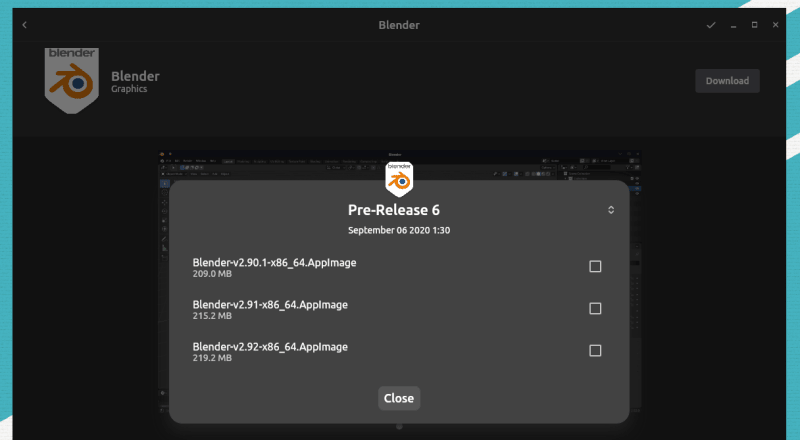 Blender
blender
Blender
Graphics
Download
Pre-Release 6
September 06 2020 1:30
Blender-v2.90.1-x86_64.AppImage
209.0 MB
Blender-v2.91-x86_64.AppImage
215.2 MB
Blender-v2.92-x86_64.AppImage
219.2 MB
Close